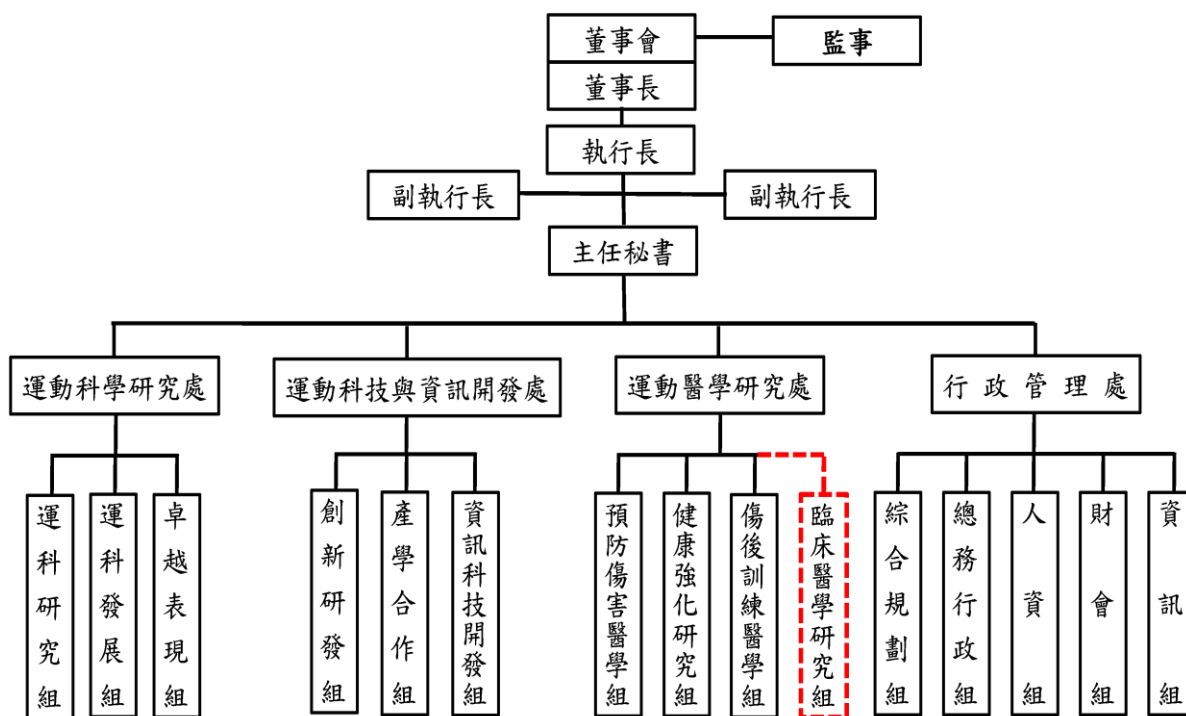 董事會
監事
董事長
執行長
副執行長
副執行長
主任秘書
運動科學研究處
運動科技與資訊開發處
運動醫學研究處
行政管理處
運科研究組
運科發展組
卓越表現組
創新研發組
產學合作組
資訊科技開發組
預防傷害醫學組
健康強化研究組
傷後訓練醫學組
臨床醫學研究組
綜合規劃組
總務行政組
人資組
財會組
資訊組